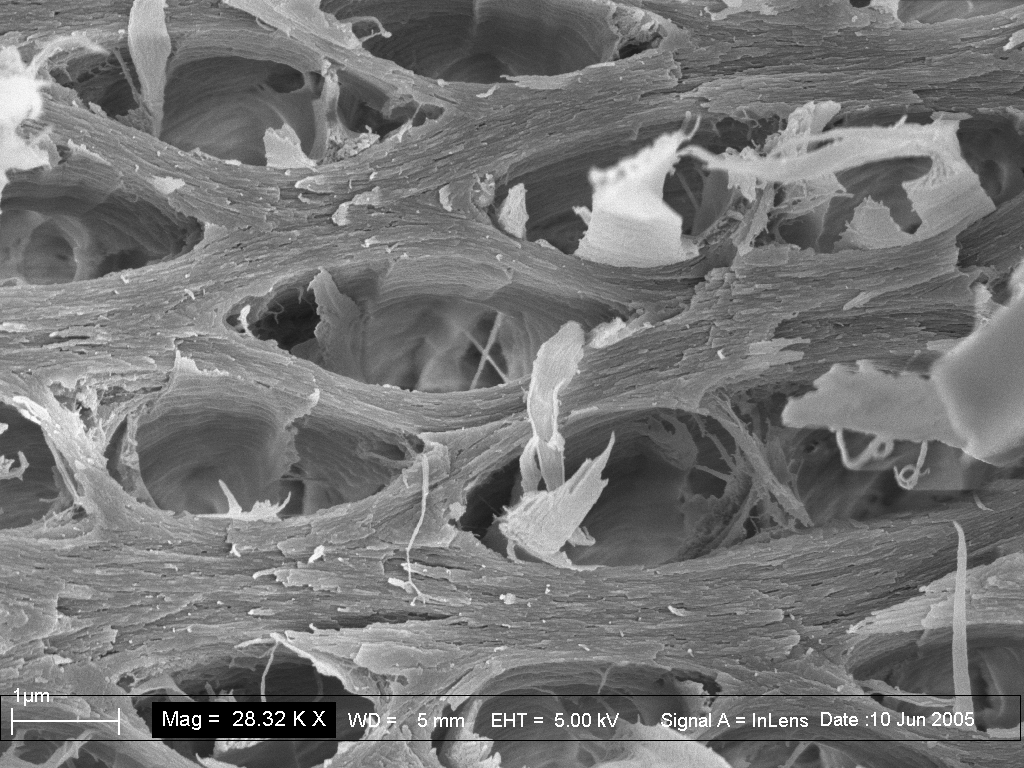 1µm
Mag = 28.32 K X WD = 5 mm EHT = 5.00 kV Signal A = InLens Date :10 Jun 2005